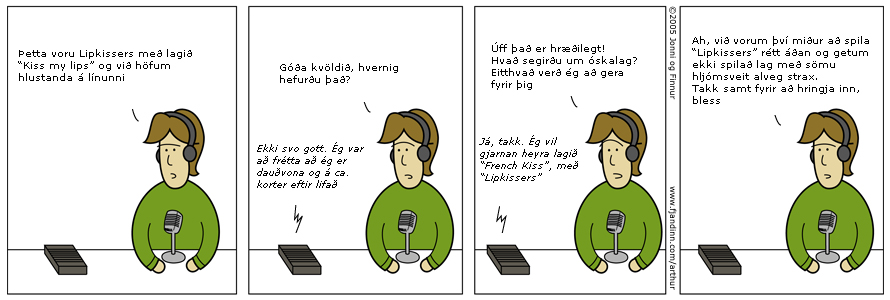 Þetta voru Lipkissers með lagið
“Kiss my lips” og við höfum
hlustanda á línunni
Góða kvöldið, hvernig
hefurðu það?
Ekki svo gott. Ég var
að frétta að ég er
dauðvona og á ca.
korter eftir lifað
Úff það er hræðilegt!
Hvað segirðu um óskalag?
Eitthvað verð ég að gera
fyrir þig
Já, takk. Ég vil
gjarnan heyra lagið
“French Kiss”, með
“Lipkissers”
©2005 Jonni og Finnur
www.fjandinn.com/arthur
Ah, við vorum því miður að spila
“Lipkissers” rétt áðan og getum
ekki spilað lag með sömu
hljómsveit alveg strax.
Takk samt fyrir að hringja inn,
bless